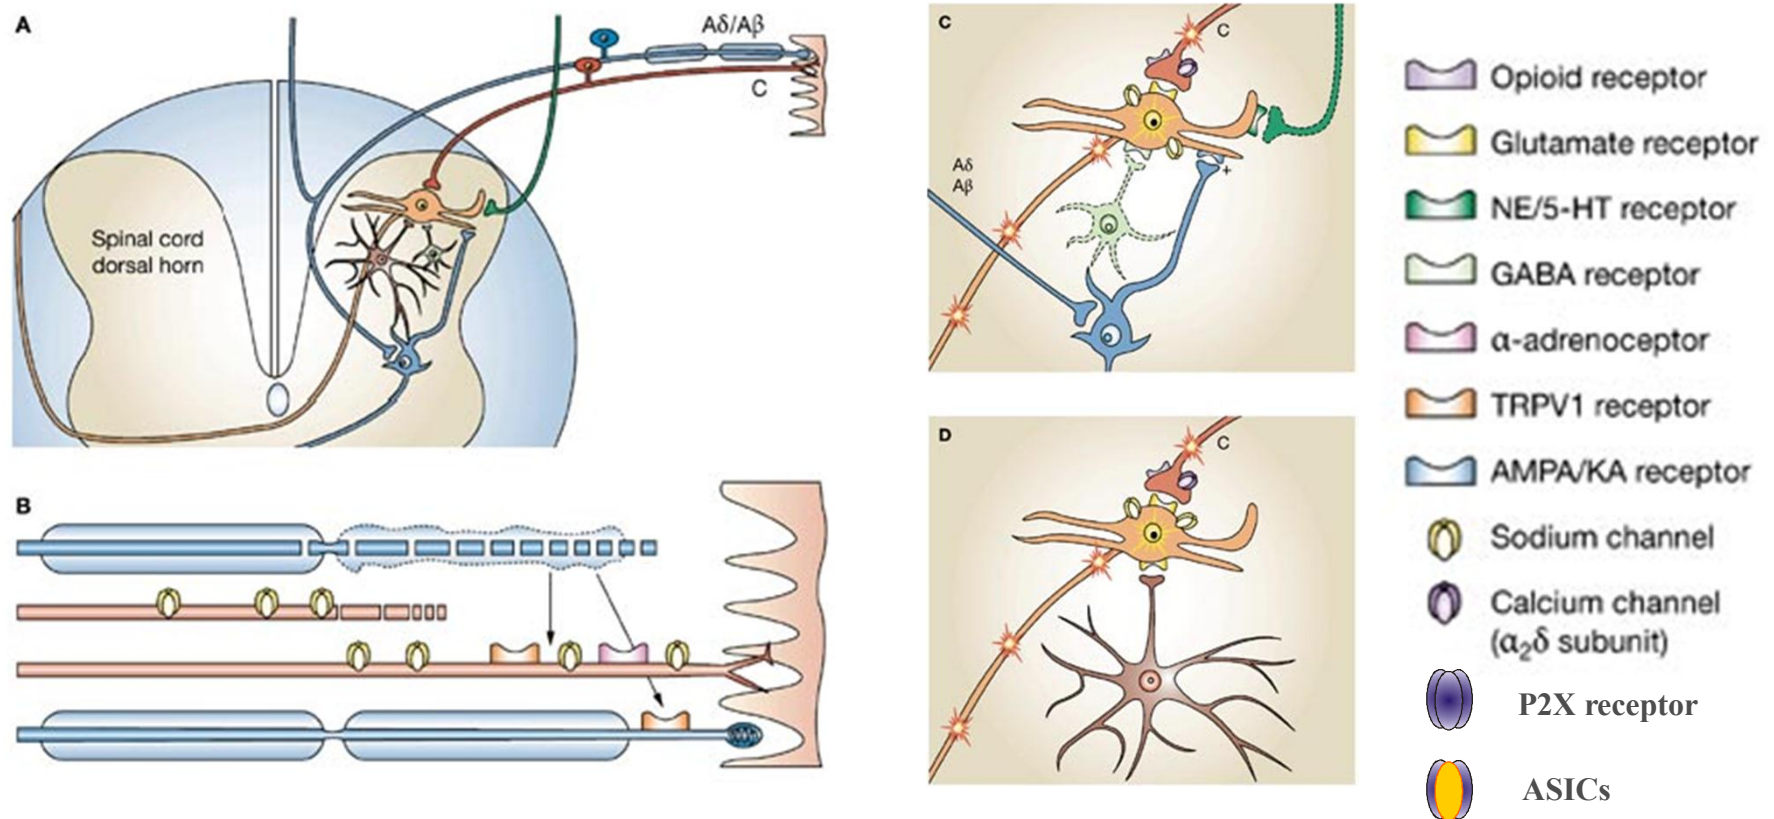 A
Aδ/Aβ
C
Spinal cord
dorsal horn
B
C
C
Aδ
Aβ
+
D
C
Opioid receptor
Glutamate receptor
NE/5-HT receptor
GABA receptor
α-adrenoceptor
TRPV1 receptor
AMPA/KA receptor
Sodium channel
Calcium channel
(α₂δ subunit)
P2X receptor
ASICs